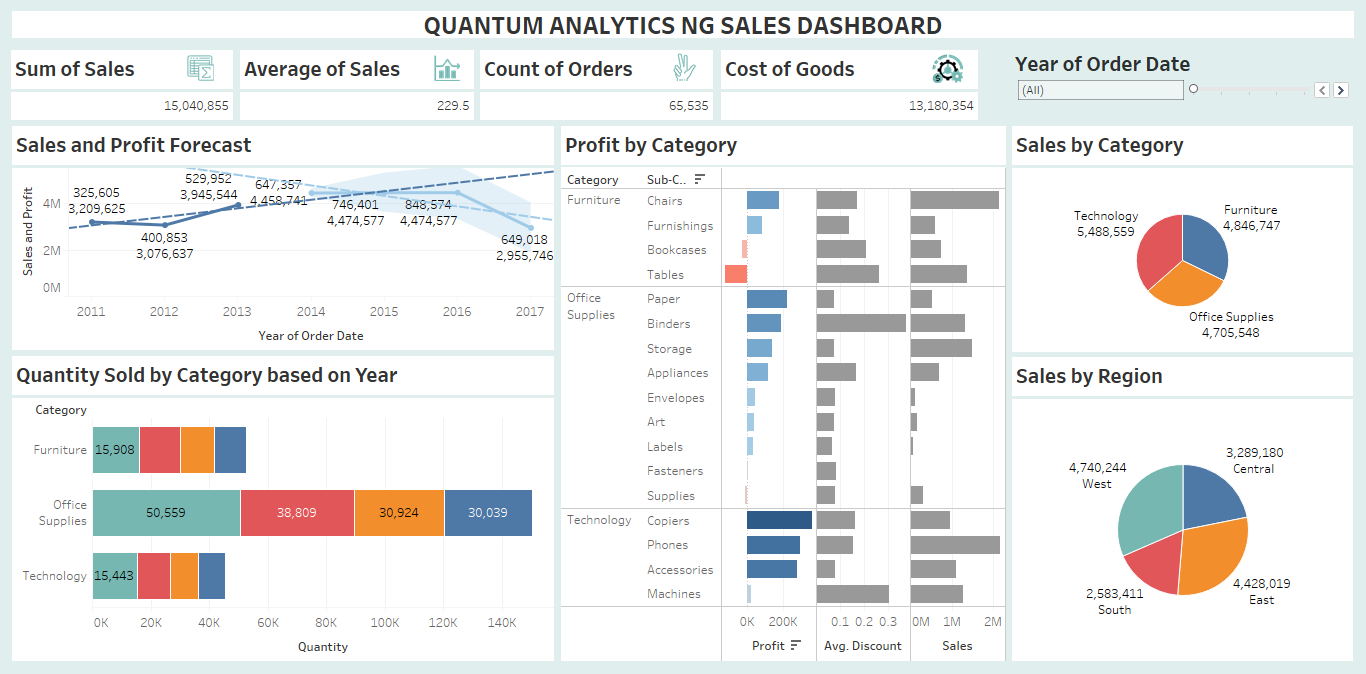 QUANTUM ANALYTICS NG SALES DASHBOARD
Sum of Sales
15,040,855
Average of Sales
229.5
Count of Orders
65,535
Cost of Goods
13,180,354
Year of Order Date
(All)
Sales and Profit Forecast
Sales and Profit
4M
2M
0M
325,605
3,209,625
400,853
3,076,637
529,952
3,945,544
647,357
4,458,741
746,401
4,474,577
848,574
4,474,577
649,018
2,955,746
2011 2012 2013 2014 2015 2016 2017
Year of Order Date
Quantity Sold by Category based on Year
Category
Furniture 15,908
Office
Supplies
50,559 38,809 30,924 30,039
Technology 15,443
0K 20K 40K 60K 80K 100K 120K 140K
Quantity
Profit by Category
Category Sub-C..
Furniture Chairs
Furnishings
Bookcases
Tables
Office
Supplies
Paper
Binders
Storage
Appliances
Envelopes
Art
Labels
Fasteners
Supplies
Technology Copiers
Phones
Accessories
Machines
0K 200K 0.1 0.2 0.3 0M 1M 2M
Profit Avg. Discount Sales
Sales by Category
Technology
5,488,559
Furniture
4,846,747
Office Supplies
4,705,548
Sales by Region
3,289,180
Central
4,740,244
West
4,428,019
East
2,583,411
South